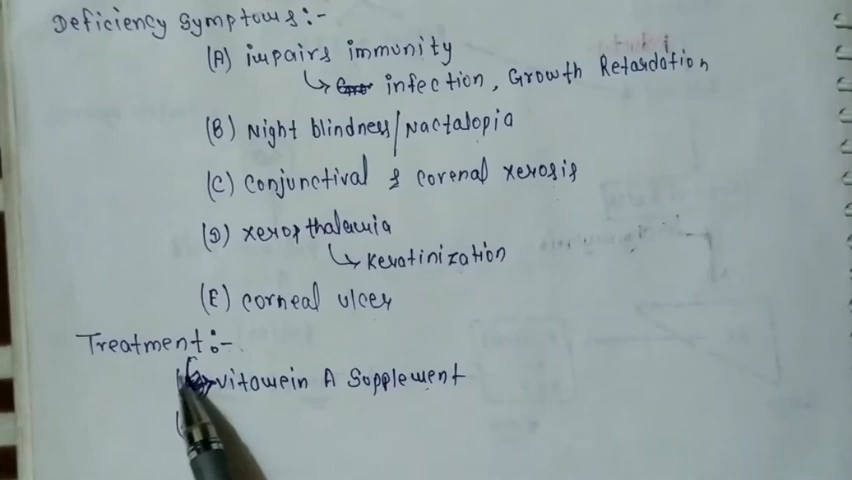 Deficiency Symptoms:-
(A) impairs immunity
↳ infection, Growth Retardation
(B) Night blindness/Nactalopia
(C) Conjunctival & corenal xerosis
(D) xeropthalamia
↳ Keratinization
(E) Corneal ulcer
Treatment:-
vitamein A Supplement